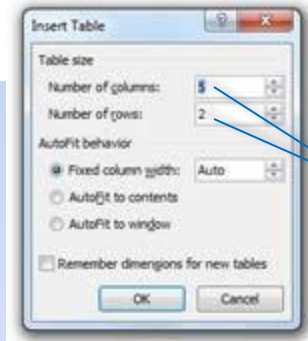 Insert Table
Table size
Number of columns: 5
Number of rows: 2
AutoFit behavior
Fixed column width: Auto
AutoFit to contents
AutoFit to window
Remember dimensions for new tables
OK Cancel